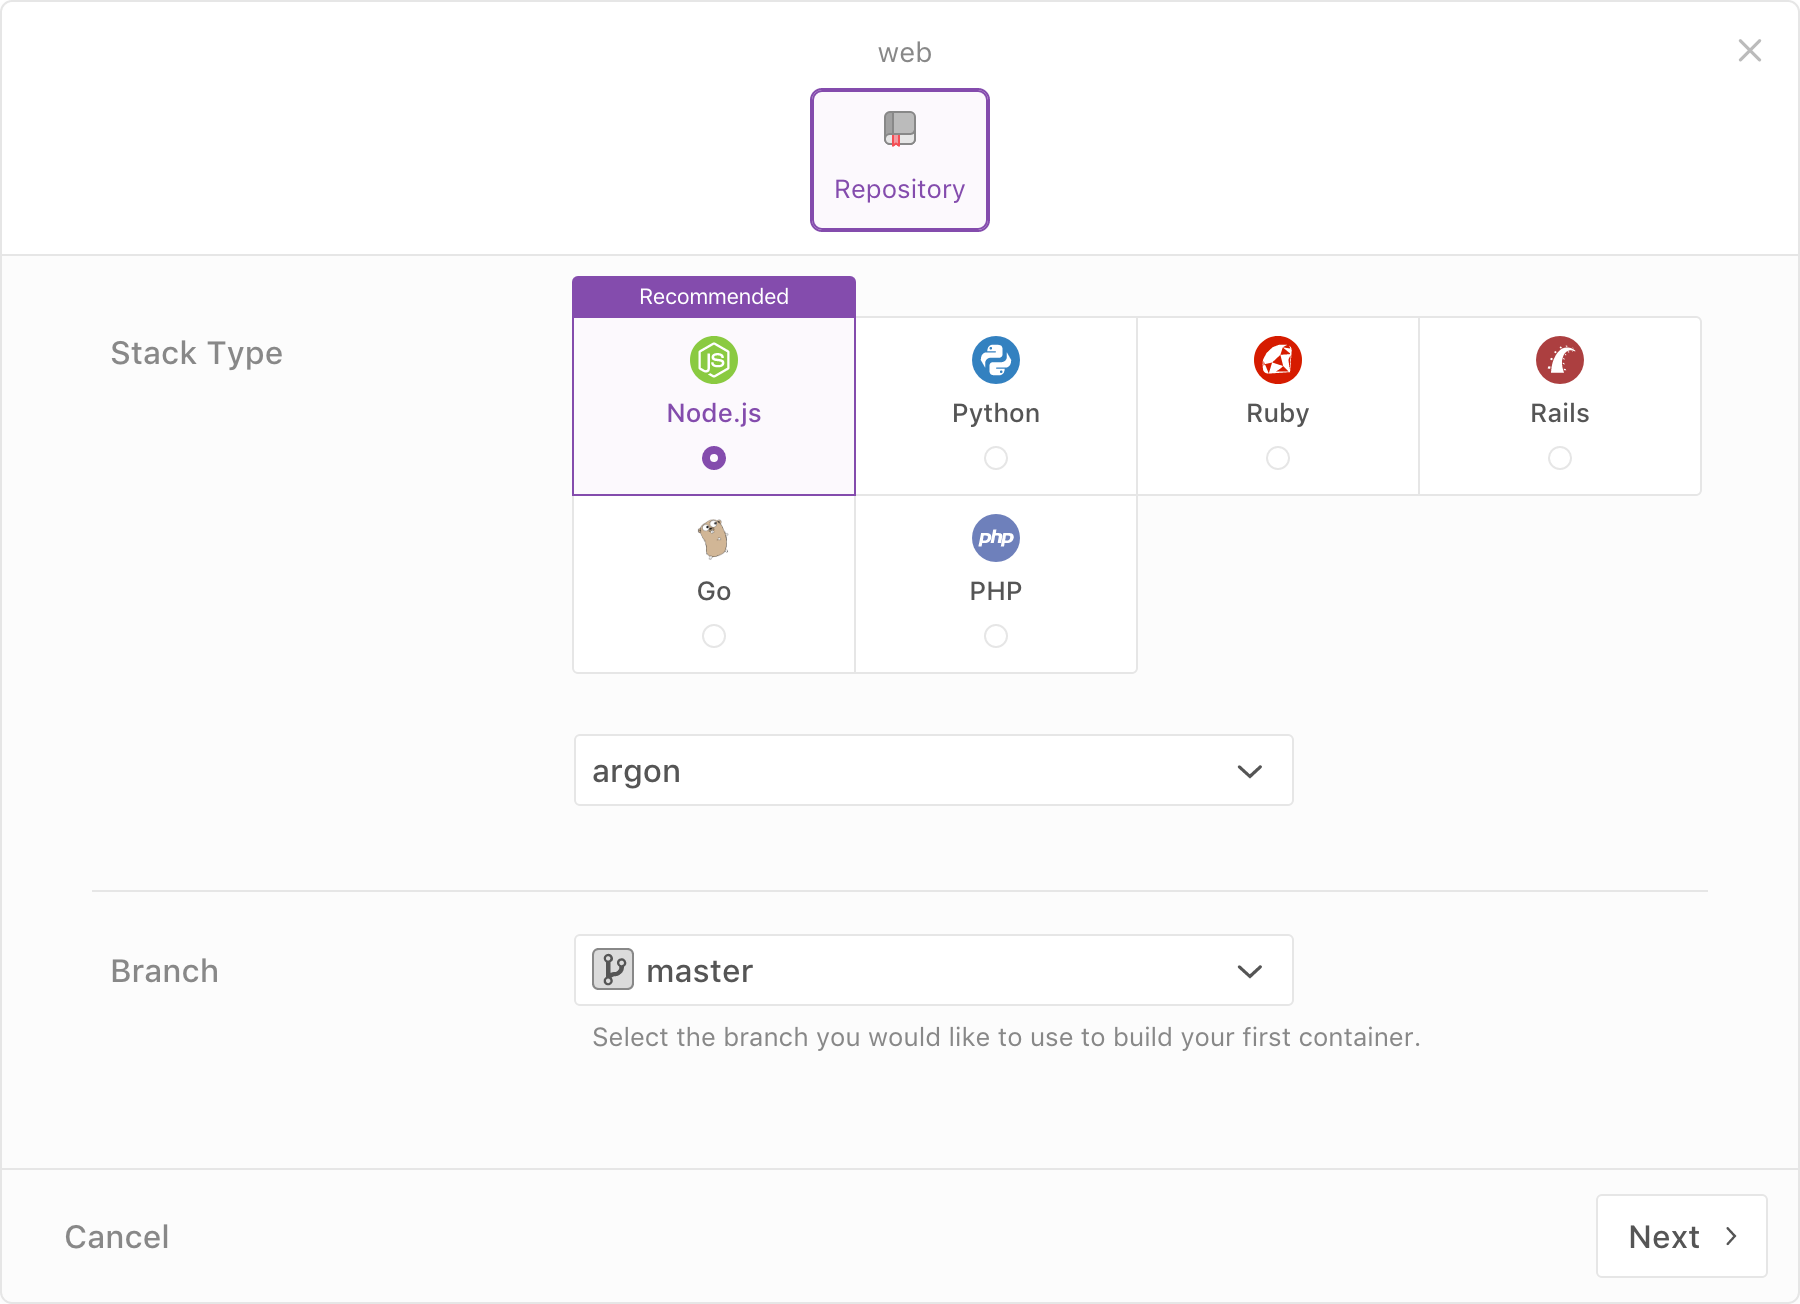 web
Repository
Recommended
Stack Type
JS
Node.js
Python
Ruby
Rails
php
Go
PHP
argon
Branch
master
Select the branch you would like to use to build your first container.
Cancel
Next